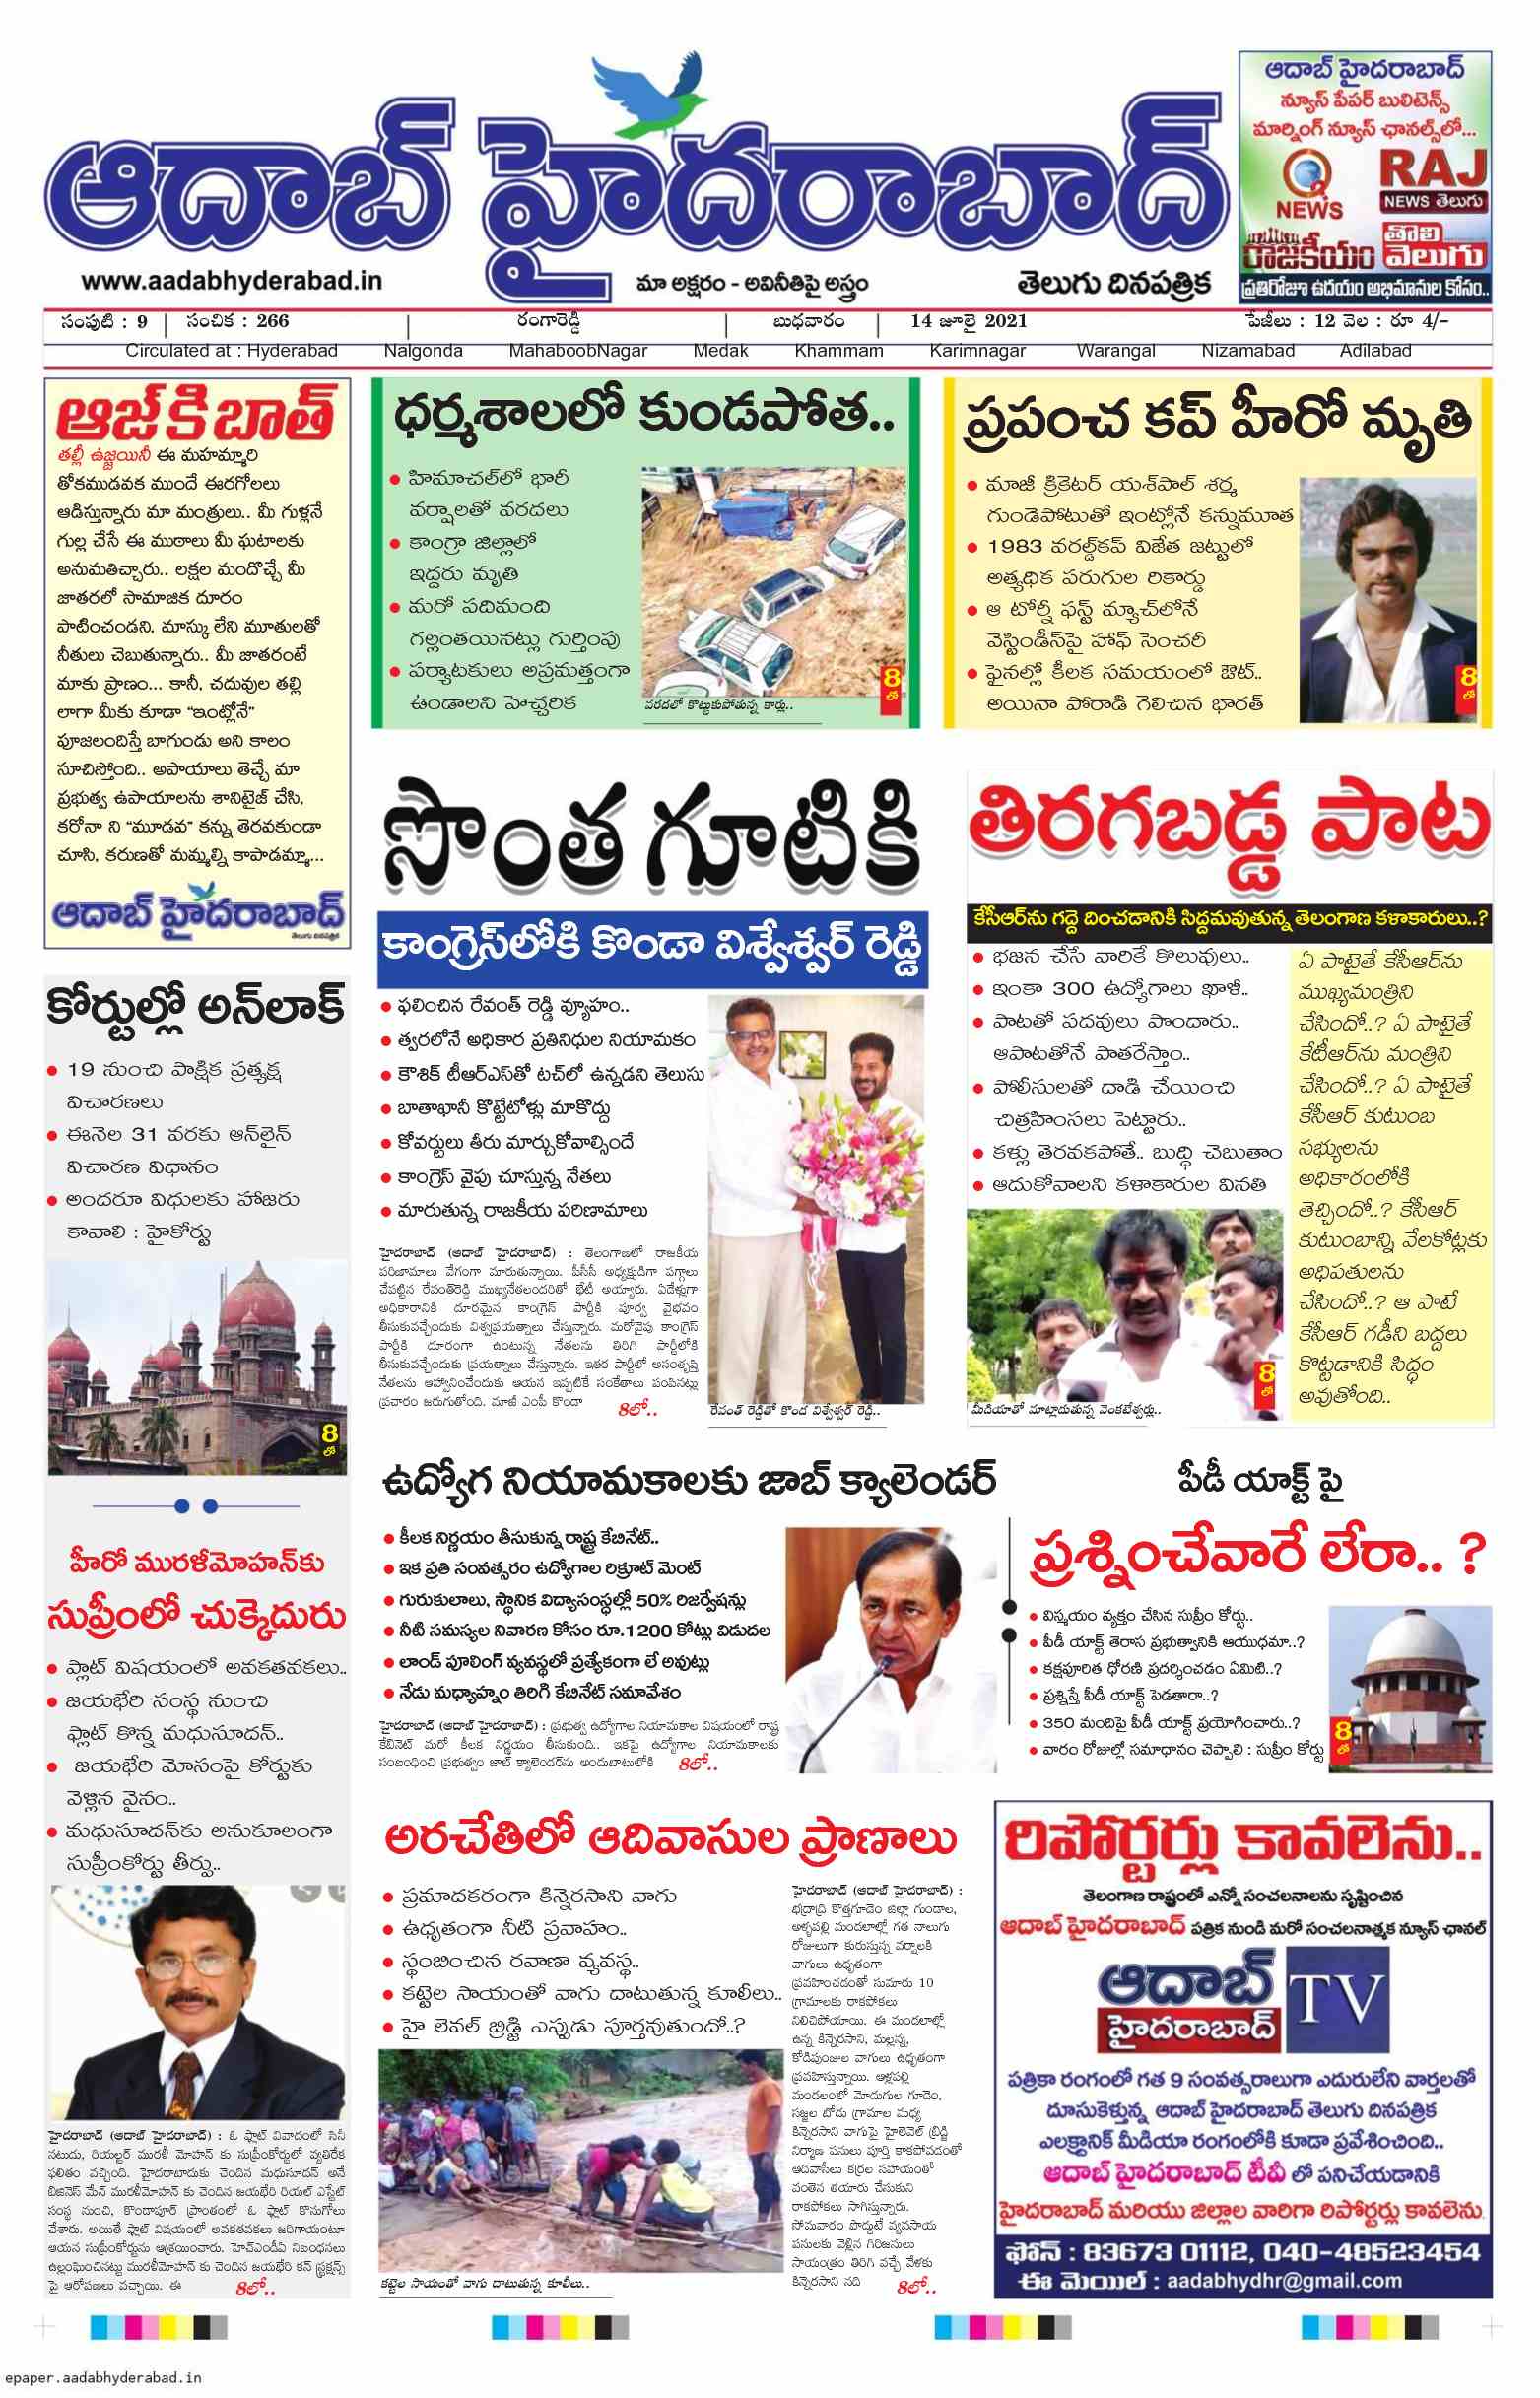 ఆదాబ్ హైదరాబాద్
www.aadabhyderabad.in
మా అక్షరం - అవినీతిపై అస్త్రం
తెలుగు దినపత్రిక
ఆదాబ్ హైదరాబాద్
న్యూస్ పేపర్ బులిటెన్స్
మార్నింగ్ న్యూస్ ఛానల్స్‌లో...
Q NEWS
RAJ
NEWS తెలుగు
రాజకీయం
తొలి వెలుగు
ప్రతిరోజూ ఉదయం అభిమానుల కోసం..
సంపుటి : 9 | సంచిక : 266 | రంగారెడ్డి | బుధవారం | 14 జూలై 2021 పేజీలు : 12 వెల : రూ 4/-
Circulated at : Hyderabad Nalgonda MahaboobNagar Medak Khammam Karimnagar Warangal Nizamabad Adilabad
ఆజ్ కి బాత్
తల్లీ ఉజ్జయినీ ఈ మహమ్మారి
తోకముడవక ముందే ఈరగోలలు
ఆడిస్తున్నారు మా మంత్రులు.. మీ గుళ్లనే
గుల్ల చేసే ఈ ముఠాలు మీ ఘటాలకు
అనుమతిచ్చారు.. లక్షల మందొచ్చే మీ
జాతరలో సామాజిక దూరం
పాటించండని, మాస్కు లేని మూతులతో
నీతులు చెబుతున్నారు.. మీ జాతరంటే
మాకు ప్రాణం... కానీ, చదువుల తల్లి
లాగా మీకు కూడా “ఇంట్లోనే”
పూజలందిస్తే బాగుండు అని కాలం
సూచిస్తోంది.. అపాయాలు తెచ్చే మా
ప్రభుత్వ ఉపాయాలను శానిటైజ్ చేసి,
కరోనా ని “మూడవ” కన్ను తెరవకుండా
చూసి, కరుణతో మమ్మల్ని కాపాడమ్మా...
ఆదాబ్ హైదరాబాద్
తెలుగు దినపత్రిక
ధర్మశాలలో కుండపోత..
● హిమాచల్‌లో భారీ
వర్షాలతో వరదలు
● కాంగ్రా జిల్లాలో
ఇద్దరు మృతి
● మరో పదిమంది
గల్లంతయినట్లు గుర్తింపు
● పర్యాటకులు అప్రమత్తంగా
ఉండాలని హెచ్చరిక
8లో
వరదలో కొట్టుకుపోతున్న కార్లు..
ప్రపంచ కప్ హీరో మృతి
● మాజీ క్రికెటర్ యశ్‌పాల్ శర్మ
గుండెపోటుతో ఇంట్లోనే కన్నుమూత
● 1983 వరల్డ్‌కప్ విజేత జట్టులో
అత్యధిక పరుగుల రికార్డు
● ఆ టోర్నీ ఫస్ట్ మ్యాచ్‌లోనే
వెస్టిండీస్‌పై హాఫ్ సెంచరీ
● ఫైనల్లో కీలక సమయంలో ఔట్..
అయినా పోరాడి గెలిచిన భారత్
8లో
సొంత గూటికి
కాంగ్రెస్‌లోకి కొండా విశ్వేశ్వర్ రెడ్డి
● ఫలించిన రేవంత్ రెడ్డి వ్యూహం..
● త్వరలోనే అధికార ప్రతినిధుల నియామకం
● కౌశిక్ టీఆర్ఎస్‌తో టచ్‌లో ఉన్నడని తెలుసు
● బాతాఖానీ కొట్టేటోళ్లు మాకొద్దు
● కోవర్టులు తీరు మార్చుకోవాల్సిందే
● కాంగ్రెస్ వైపు చూస్తున్న నేతలు
● మారుతున్న రాజకీయ పరిణామాలు
హైదరాబాద్ (ఆదాబ్ హైదరాబాద్) : తెలంగాణలో రాజకీయ
పరిణామాలు వేగంగా మారుతున్నాయి. పీసీసీ అధ్యక్షుడిగా పగ్గాలు
చేపట్టిన రేవంత్‌రెడ్డి ముఖ్యనేతలందరితో భేటీ అయ్యారు. ఏడేళ్లుగా
అధికారానికి దూరమైన కాంగ్రెస్ పార్టీకి పూర్వ వైభవం
తీసుకువచ్చేందుకు విశ్వప్రయత్నాలు చేస్తున్నారు. మరోవైపు కాంగ్రెస్
పార్టీకి దూరంగా ఉంటున్న నేతలను తిరిగి పార్టీలోకి
తీసుకువచ్చేందుకు ప్రయత్నాలు చేస్తున్నారు. ఇతర పార్టీలో అసంతృప్తి
నేతలను ఆహ్వానించేందుకు ఆయన ఇప్పటికే సంకేతాలు పంపినట్లు
ప్రచారం జరుగుతోంది. మాజీ ఎంపీ కొండా 8లో..
రేవంత్ రెడ్డితో కొండ విశ్వేశ్వర్ రెడ్డి..
తిరగబడ్డ పాట
కేసీఆర్‌ను గద్దె దించడానికి సిద్దమవుతున్న తెలంగాణ కళాకారులు..?
● భజన చేసే వారికే కొలువులు..
● ఇంకా 300 ఉద్యోగాలు ఖాళీ..
● పాటతో పదవులు పొందారు..
ఆపాటతోనే పాతరేస్తాం..
● పోలీసులతో దాడి చేయించి
చిత్రహింసలు పెట్టారు..
● కళ్లు తెరవకపోతే.. బుద్ధి చెబుతాం
● ఆదుకోవాలని కళాకారుల వినతి
8లో
మీడియాతో మాట్లాడుతున్న వెంకటేశ్వర్లు..
ఏ పాటైతే కేసీఆర్‌ను
ముఖ్యమంత్రిని
చేసిందో..? ఏ పాటైతే
కేటీఆర్‌ను మంత్రిని
చేసిందో..? ఏ పాటైతే
కేసీఆర్ కుటుంబ
సభ్యులను
అధికారంలోకి
తెచ్చిందో..? కేసీఆర్
కుటుంబాన్ని వేలకోట్లకు
అధిపతులను
చేసిందో..? ఆ పాటే
కేసీఆర్ గడీని బద్దలు
కొట్టడానికి సిద్ధం
అవుతోంది..
కోర్టుల్లో అన్‌లాక్
● 19 నుంచి పాక్షిక ప్రత్యక్ష
విచారణలు
● ఈనెల 31 వరకు ఆన్‌లైన్
విచారణ విధానం
● అందరూ విధులకు హాజరు
కావాలి : హైకోర్టు
8లో
హీరో మురళీమోహన్‌కు
సుప్రీంలో చుక్కెదురు
● ప్లాట్ విషయంలో అవకతవకలు..
● జయభేరి సంస్థ నుంచి
ఫ్లాట్ కొన్న మధుసూదన్..
● జయభేరి మోసంపై కోర్టుకు
వెళ్లిన వైనం..
● మధుసూదన్‌కు అనుకూలంగా
సుప్రీంకోర్టు తీర్పు..
హైదరాబాద్ (ఆదాబ్ హైదరాబాద్) : ఓ ఫ్లాట్ వివాదంలో సినీ
నటుడు, రియల్టర్ మురళీ మోహన్ కు సుప్రీంకోర్టులో వ్యతిరేక
ఫలితం వచ్చింది. హైదరాబాదుకు చెందిన మధుసూదన్ అనే
బిజినెస్ మేన్ మురళీమోహన్ కు చెందిన జయభేరి రియల్ ఎస్టేట్
సంస్థ నుంచి, కొండాపూర్ ప్రాంతంలో ఓ ఫ్లాట్ కొనుగోలు
చేశారు. అయితే ఫ్లాట్ విషయంలో అవకతవకలు జరిగాయంటూ
ఆయన సుప్రీంకోర్టును ఆశ్రయించారు. హెచ్ఎండీఏ నిబంధనలు
ఉల్లంఘించినట్టు మురళీమోహన్ కు చెందిన జయభేరి కన్ స్ట్రక్షన్స్
పై ఆరోపణలు వచ్చాయి. ఈ 8లో..
ఉద్యోగ నియామకాలకు జాబ్ క్యాలెండర్
● కీలక నిర్ణయం తీసుకున్న రాష్ట్ర కేబినేట్..
● ఇక ప్రతి సంవత్సరం ఉద్యోగాల రిక్రూట్ మెంట్
● గురుకులాలు, స్థానిక విద్యాసంస్థల్లో 50% రిజర్వేషన్లు
● నీటి సమస్యల నివారణ కోసం రూ.1200 కోట్లు విడుదల
● లాండ్ పూలింగ్ వ్యవస్థలో ప్రత్యేకంగా లే అవుట్లు
● నేడు మధ్యాహ్నం తిరిగి కేబినేట్ సమావేశం
హైదరాబాద్ (ఆదాబ్ హైదరాబాద్) : ప్రభుత్వ ఉద్యోగాల నియామకాల విషయంలో రాష్ట్ర
కేబినెట్ మరో కీలక నిర్ణయం తీసుకుంది.. ఇకపై ఉద్యోగాల నియామకాలకు
సంబంధించి ప్రభుత్వం జాబ్ క్యాలెండర్‌ను అందుబాటులోకి 8లో..
పీడీ యాక్ట్ పై
ప్రశ్నించేవారే లేరా.. ?
● విస్మయం వ్యక్తం చేసిన సుప్రీం కోర్టు..
● పీడీ యాక్ట్ తెరాస ప్రభుత్వానికి ఆయుధమా..?
● కక్షపూరిత ధోరణి ప్రదర్శించడం ఏమిటి..?
● ప్రశ్నిస్తే పీడీ యాక్ట్ పెడతారా..?
● 350 మందిపై పీడీ యాక్ట్ ప్రయోగించారు..?
● వారం రోజుల్లో సమాధానం చెప్పాలి : సుప్రీం కోర్టు
8లో
అరచేతిలో ఆదివాసుల ప్రాణాలు
● ప్రమాదకరంగా కిన్నెరసాని వాగు
● ఉధృతంగా నీటి ప్రవాహం..
● స్థంబించిన రవాణా వ్యవస్థ..
● కట్టెల సాయంతో వాగు దాటుతున్న కూలీలు..
● హై లెవల్ బ్రిడ్జి ఎప్పుడు పూర్తవుతుందో..?
కట్టెల సాయంతో వాగు దాటుతున్న కూలీలు..
హైదరాబాద్ (ఆదాబ్ హైదరాబాద్) :
భద్రాద్రి కొత్తగూడెం జిల్లా గుండాల,
అళ్ళపల్లి మండలాల్లో గత నాలుగు
రోజులుగా కురుస్తున్న వర్షాలకి
వాగులు ఉధృతంగా
ప్రవహించడంతో సుమారు 10
గ్రామాలకు రాకపోకలు
నిలిచిపోయాయి. ఈ మండలాల్లో
ఉన్న కిన్నెరసాని, మల్లన్న,
కోడిపుంజుల వాగులు ఉధృతంగా
ప్రవహిస్తున్నాయి. ఆళ్లపల్లి
మండలంలో మోదుగుల గూడెం,
సజ్జల బోడు గ్రామాల మధ్య
కిన్నెరసాని వాగుపై హైలెవెల్ బ్రిడ్జి
నిర్మాణ పనులు పూర్తి కాకపోవడంతో
ఆదివాసీలు కర్రల సహాయంతో
వంతెన తయారు చేసుకుని
రాకపోకలు సాగిస్తున్నారు.
సోమవారం పొద్దుటే వ్యవసాయ
పనులకు వెళ్లిన గిరిజనులు
సాయంత్రం తిరిగి వచ్చే వేళకు
కిన్నెరసాని నది 8లో..
రిపోర్టర్లు కావలెను..
తెలంగాణ రాష్ట్రంలో ఎన్నో సంచలనాలను సృష్టించిన
ఆదాబ్ హైదరాబాద్ పత్రిక నుండి మరో సంచలనాత్మక న్యూస్ ఛానల్
ఆదాబ్ హైదరాబాద్ TV
పత్రికా రంగంలో గత 9 సంవత్సరాలుగా ఎదురులేని వార్తలతో
దూసుకెళ్తున్న ఆదాబ్ హైదరాబాద్ తెలుగు దినపత్రిక
ఎలక్ట్రానిక్ మీడియా రంగంలోకి కూడా ప్రవేశించింది..
ఆదాబ్ హైదరాబాద్ టీవీ లో పనిచేయడానికి
హైదరాబాద్ మరియు జిల్లాల వారిగా రిపోర్టర్లు కావలెను
ఫోన్ : 83673 01112, 040-48523454
ఈ మెయిల్ : aadabhydhr@gmail.com
epaper.aadabhyderabad.in